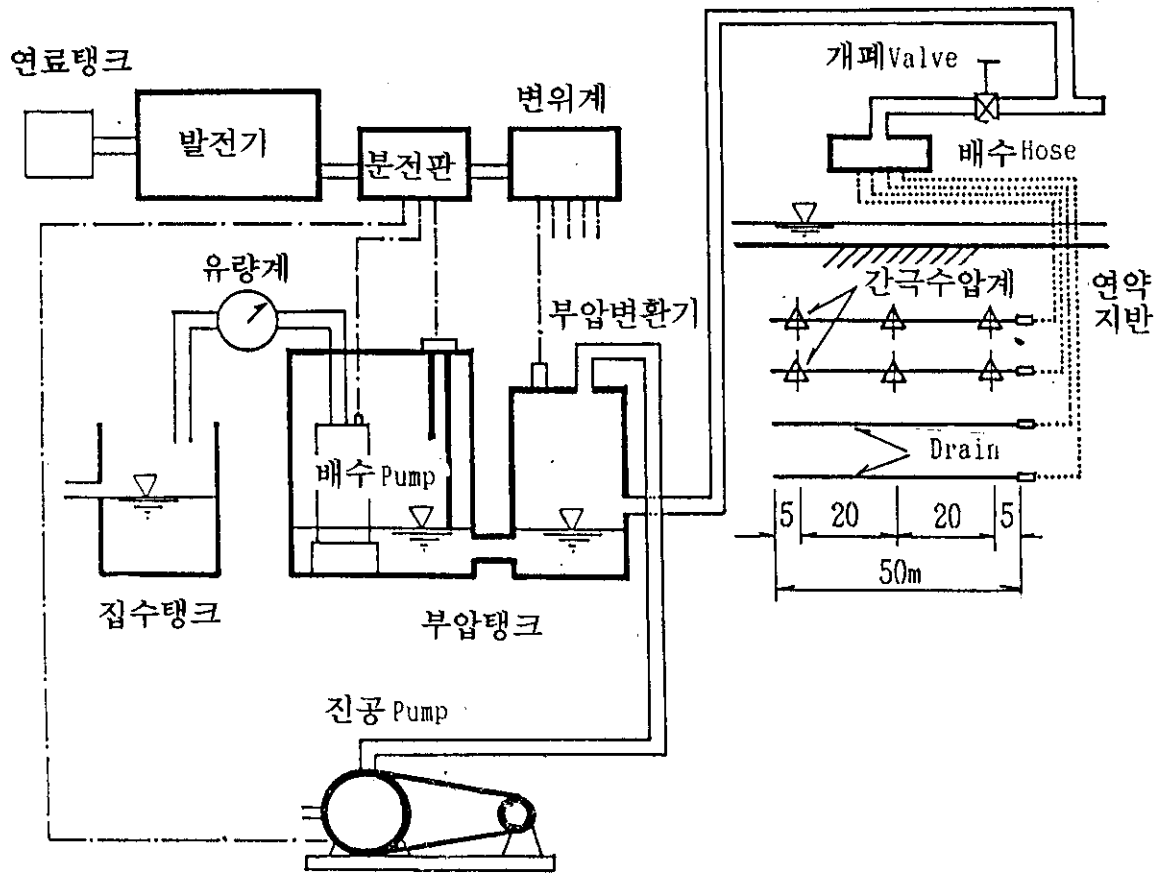 연료탱크
발전기
분전판
변위계
개폐Valve
배수Hose
유량계
부압변환기
간극수압계
연약
지반
배수Pump
Drain
5 20 20 5
50m
집수탱크
부압탱크
진공Pump